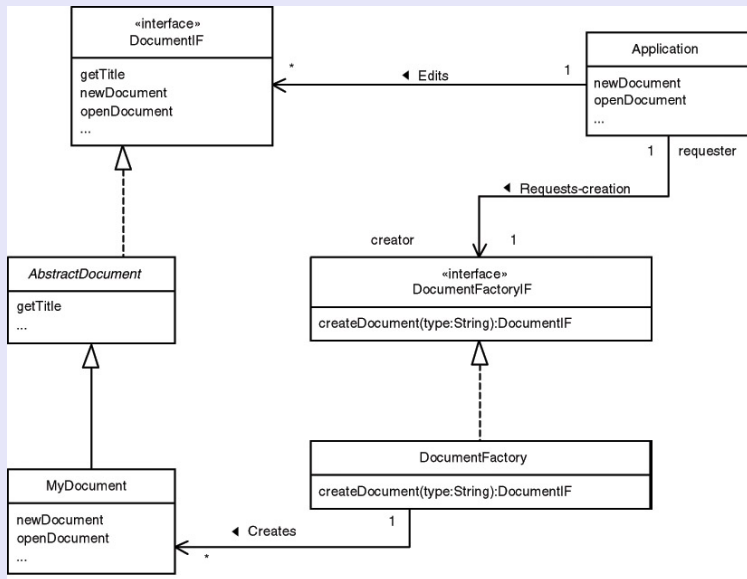 «interface»
DocumentIF
getTitle
newDocument
openDocument
...
Application
newDocument
openDocument
...
*
◄ Edits
1
1
requester
◄ Requests-creation
creator
1
AbstractDocument
getTitle
...
«interface»
DocumentFactoryIF
createDocument(type:String):DocumentIF
DocumentFactory
createDocument(type:String):DocumentIF
MyDocument
newDocument
openDocument
...
1
◄ Creates
*